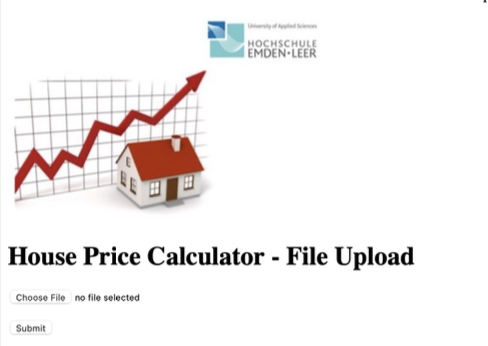 University of Applied Sciences
HOCHSCHULE
EMDEN•LEER
House Price Calculator - File Upload
Choose File no file selected
Submit